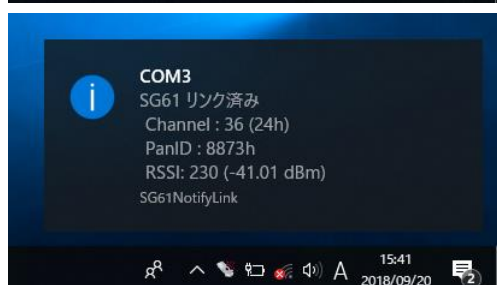 COM3
SG61 リンク済み
Channel : 36 (24h)
PanID : 8873h
RSSI: 230 (-41.01 dBm)
SG61NotifyLink
A
15:41
2018/09/20
2